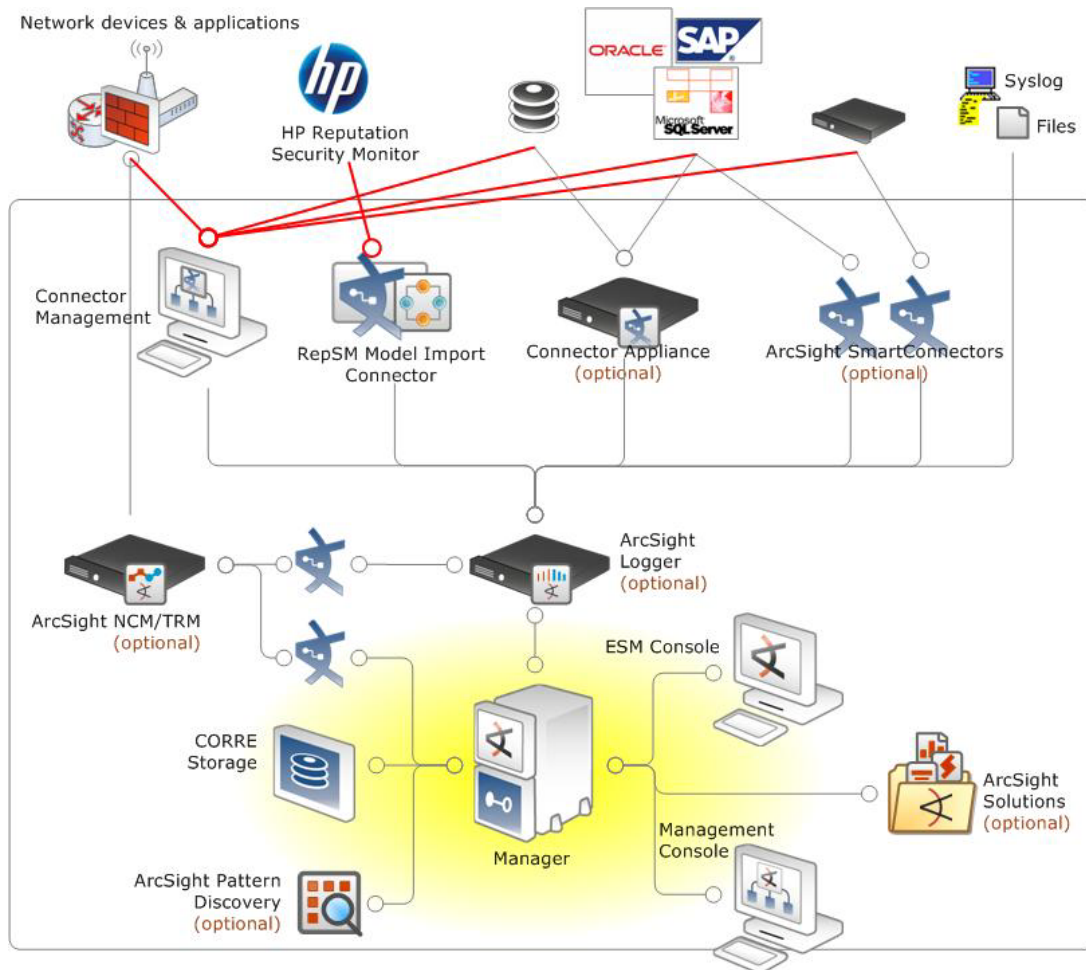 Network devices & applications
hp
HP Reputation
Security Monitor
ORACLE
SAP
Microsoft
SQL Server
Syslog
Files
Connector
Management
RepSM Model Import
Connector
Connector Appliance
(optional)
ArcSight SmartConnectors
(optional)
ArcSight NCM/TRM
(optional)
ArcSight
Logger
(optional)
ESM Console
CORRE
Storage
Manager
ArcSight
Solutions
(optional)
Management
Console
ArcSight Pattern
Discovery
(optional)